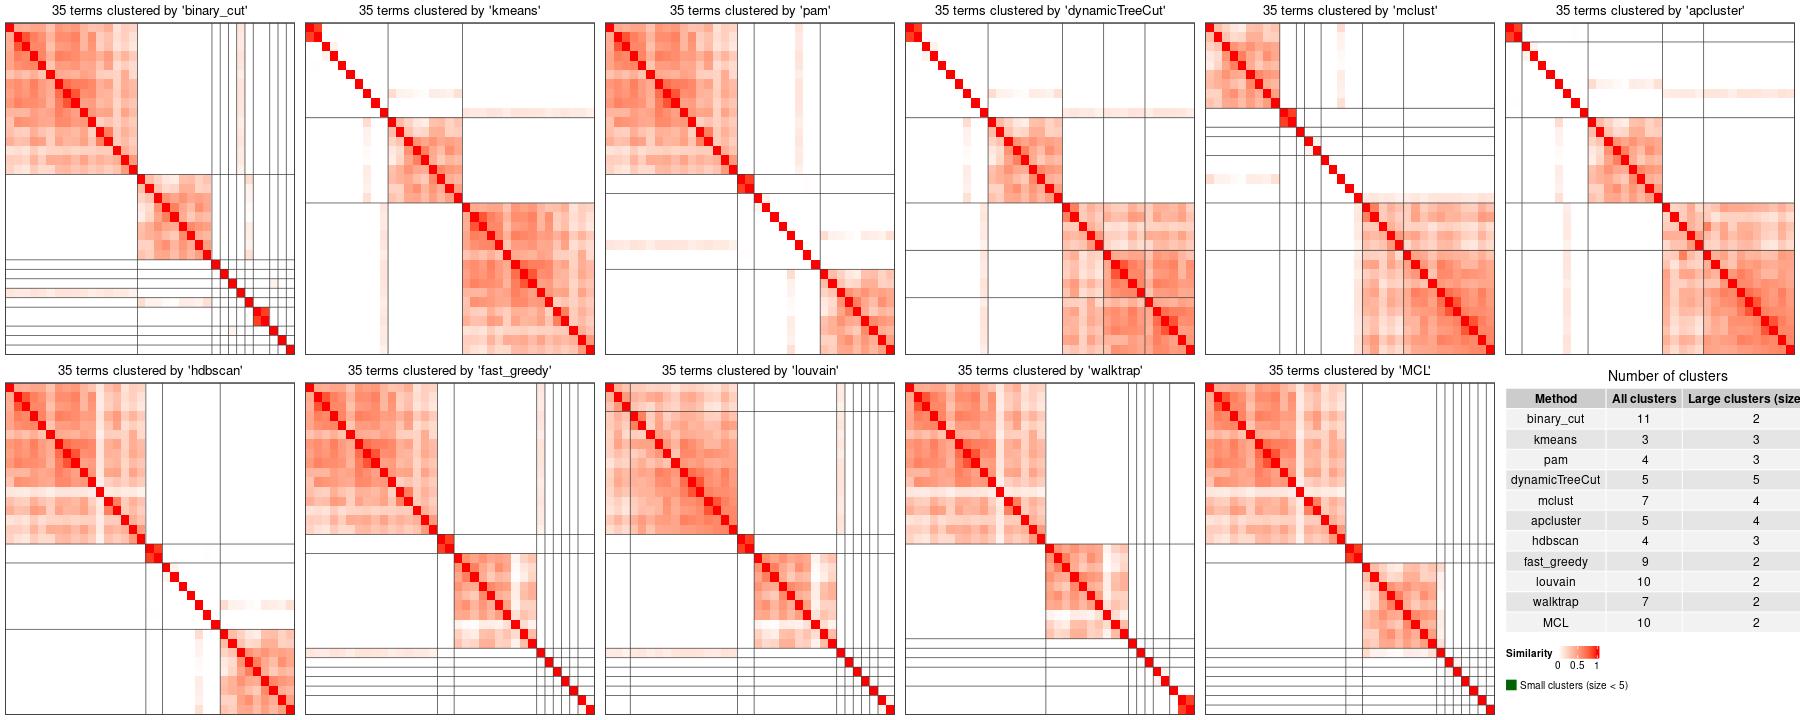 35 terms clustered by 'binary_cut'
35 terms clustered by 'kmeans'
35 terms clustered by 'pam'
35 terms clustered by 'dynamicTreeCut'
35 terms clustered by 'mclust'
35 terms clustered by 'apcluster'
35 terms clustered by 'hdbscan'
35 terms clustered by 'fast_greedy'
35 terms clustered by 'louvain'
35 terms clustered by 'walktrap'
35 terms clustered by 'MCL'
Number of clusters
Method All clusters Large clusters (size
binary_cut 11 2
kmeans 3 3
pam 4 3
dynamicTreeCut 5 5
mclust 7 4
apcluster 5 4
hdbscan 4 3
fast_greedy 9 2
louvain 10 2
walktrap 7 2
MCL 10 2
Similarity
0 0.5 1
Small clusters (size < 5)